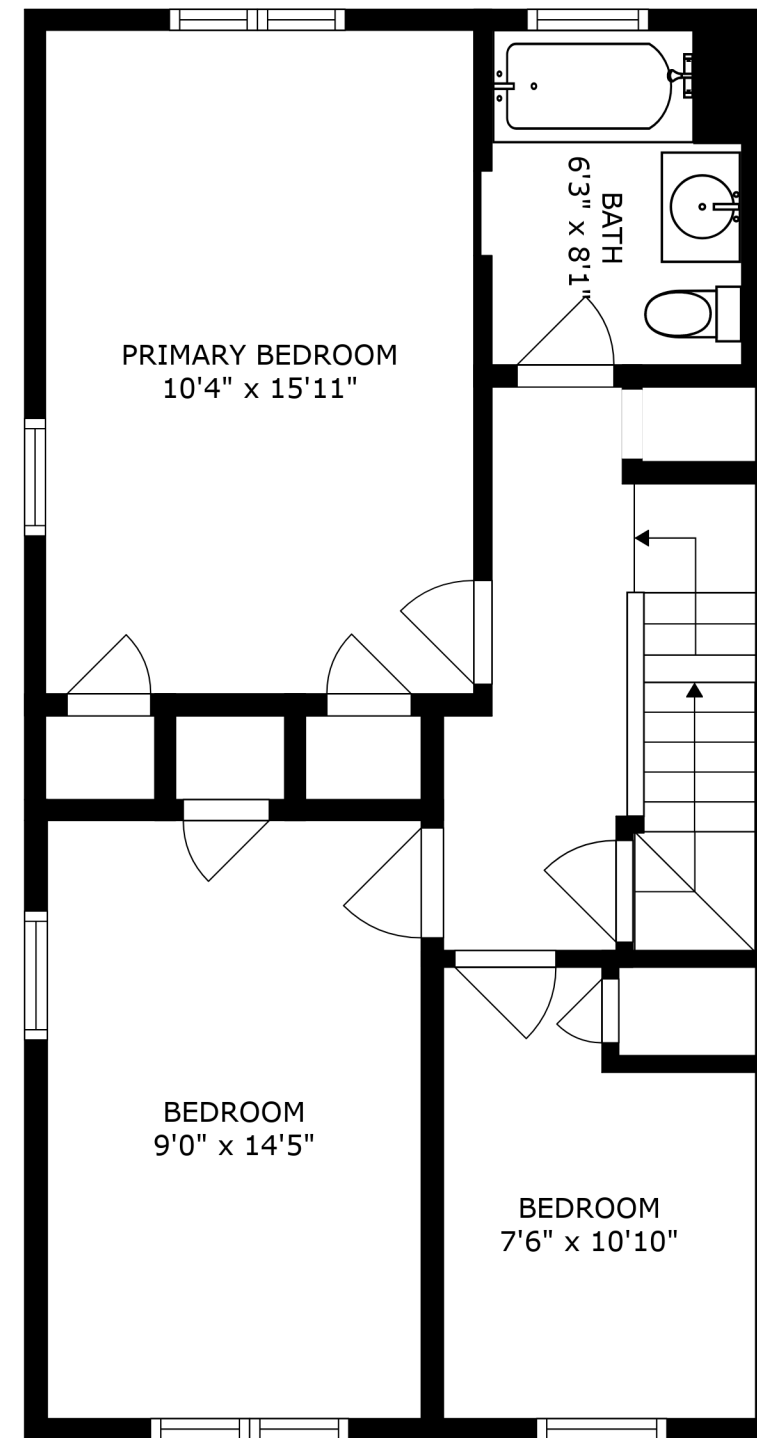 BATH
6'3" x 8'1"
PRIMARY BEDROOM
10'4" x 15'11"
BEDROOM
9'0" x 14'5"
BEDROOM
7'6" x 10'10"